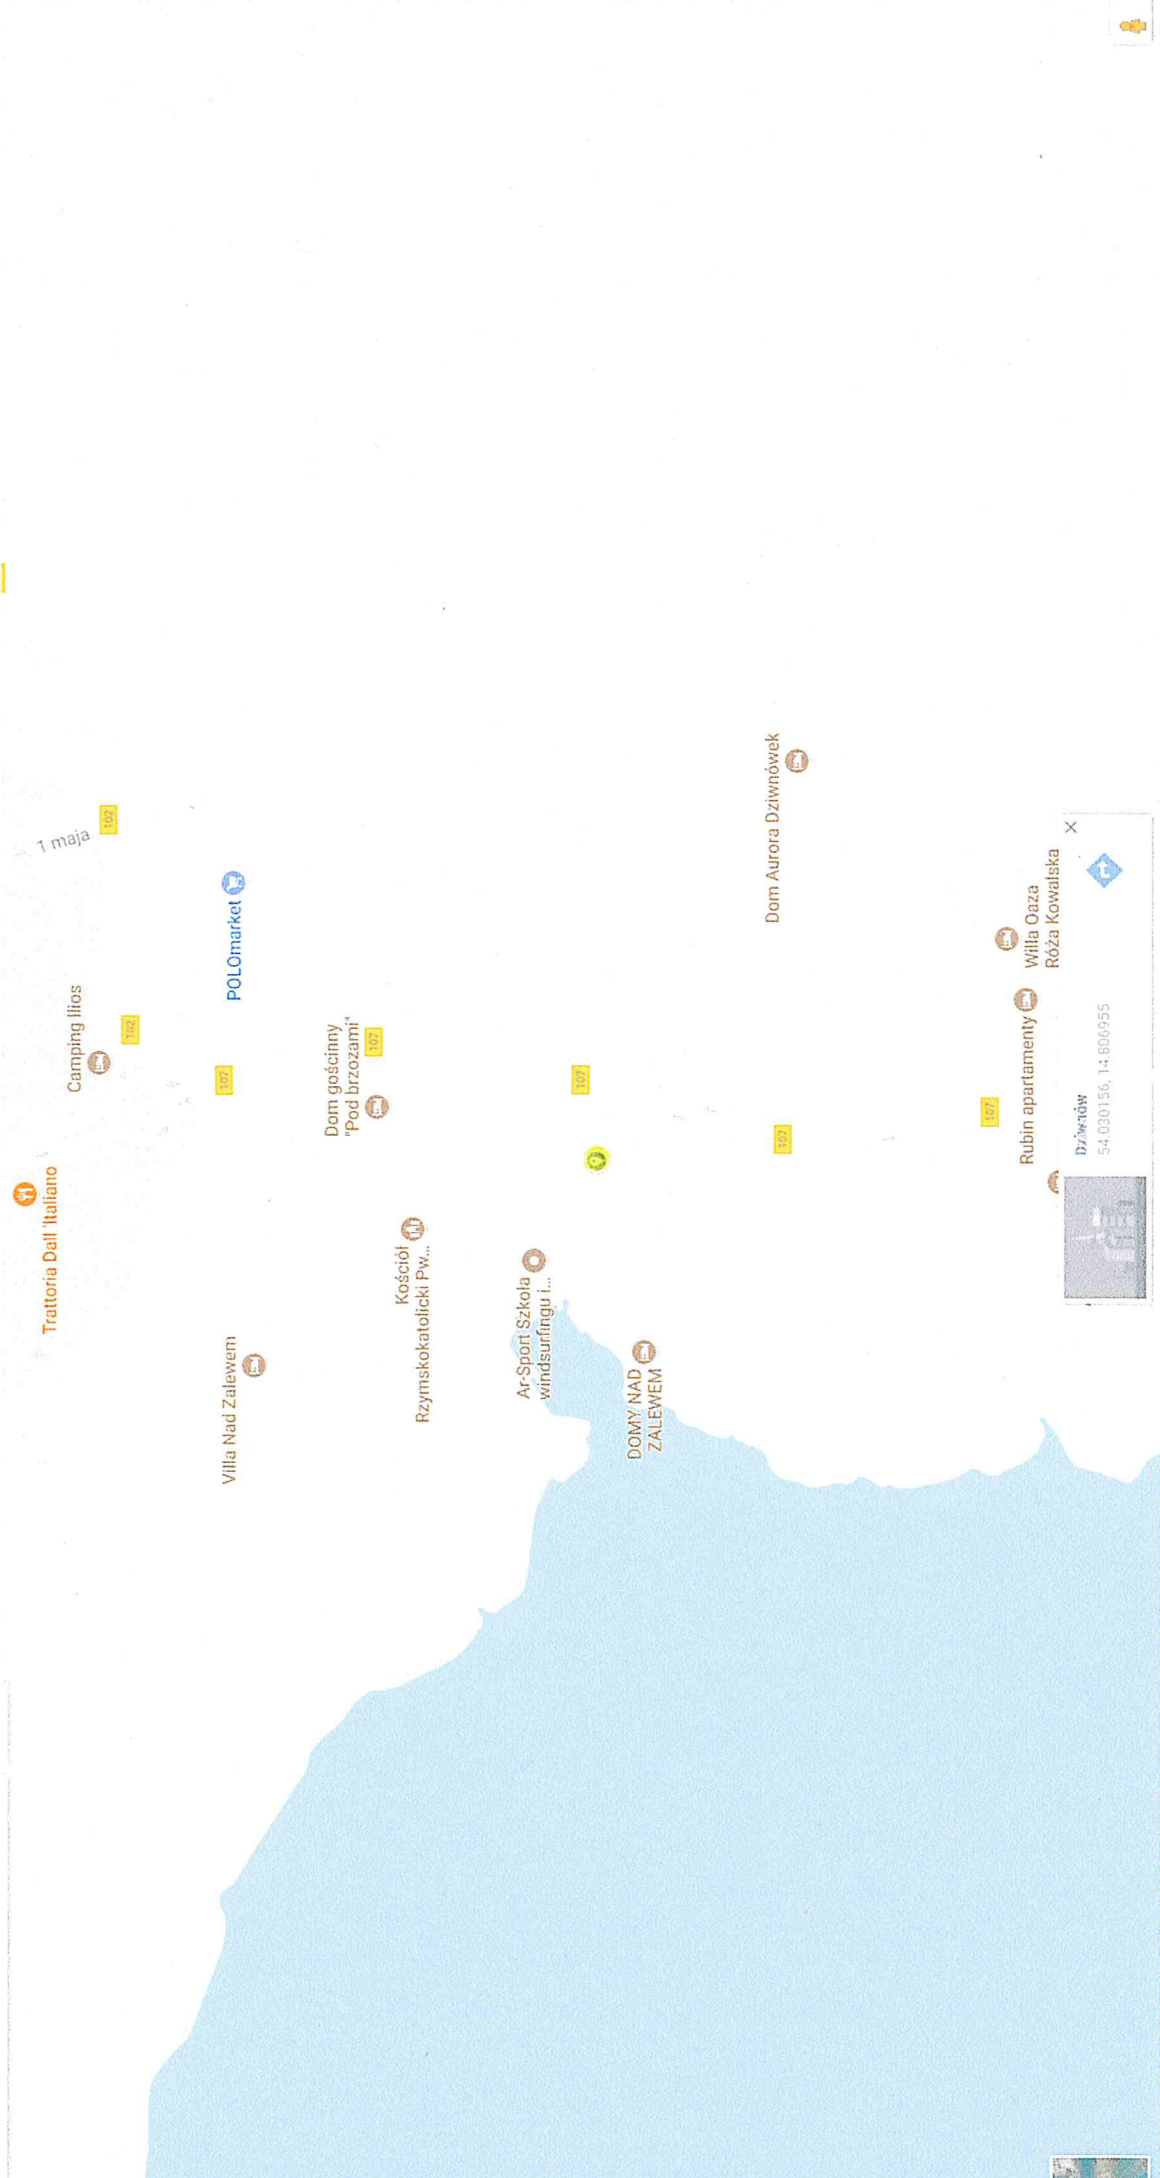 Trattoria Dall 'Italiano
1 maja
102
Camping Ilios
102
107
POLOmarket
Villa Nad Zalewem
Dom gościnny
"Pod brzozami"
107
Kościół
Rzymskokatolicki Pw...
Ar-Sport Szkoła
windsurfingu i...
107
DOMY NAD
ZALEWEM
107
Dom Aurora Dziwnówek
107
Rubin apartamenty
Willa Oaza
Róża Kowalska
Dziwnów
54.030156, 14.806955